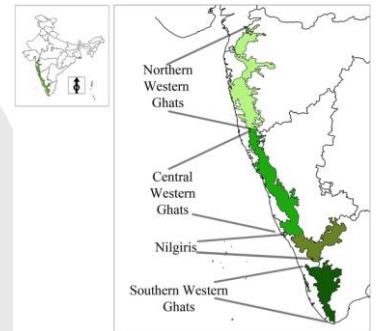 Northern
Western
Ghats
Central
Western
Ghats
Nilgiris
Southern Western
Ghats